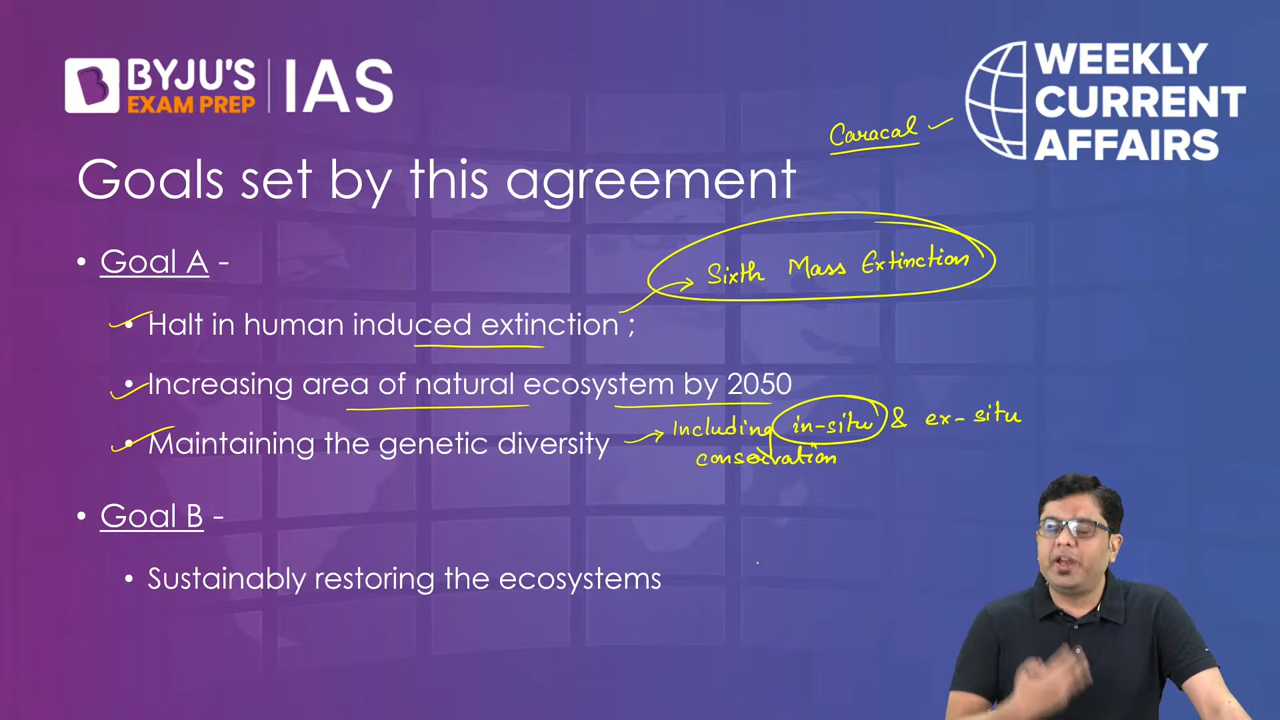 BYJU'S
EXAM PREP
IAS
WEEKLY
CURRENT
AFFAIRS
Caracal
Goals set by this agreement
• Goal A -
Sixth Mass Extinction
• Halt in human induced extinction ;
• Increasing area of natural ecosystem by 2050
• Maintaining the genetic diversity → Including in-situ & ex-situ
conservation
• Goal B -
• Sustainably restoring the ecosystems